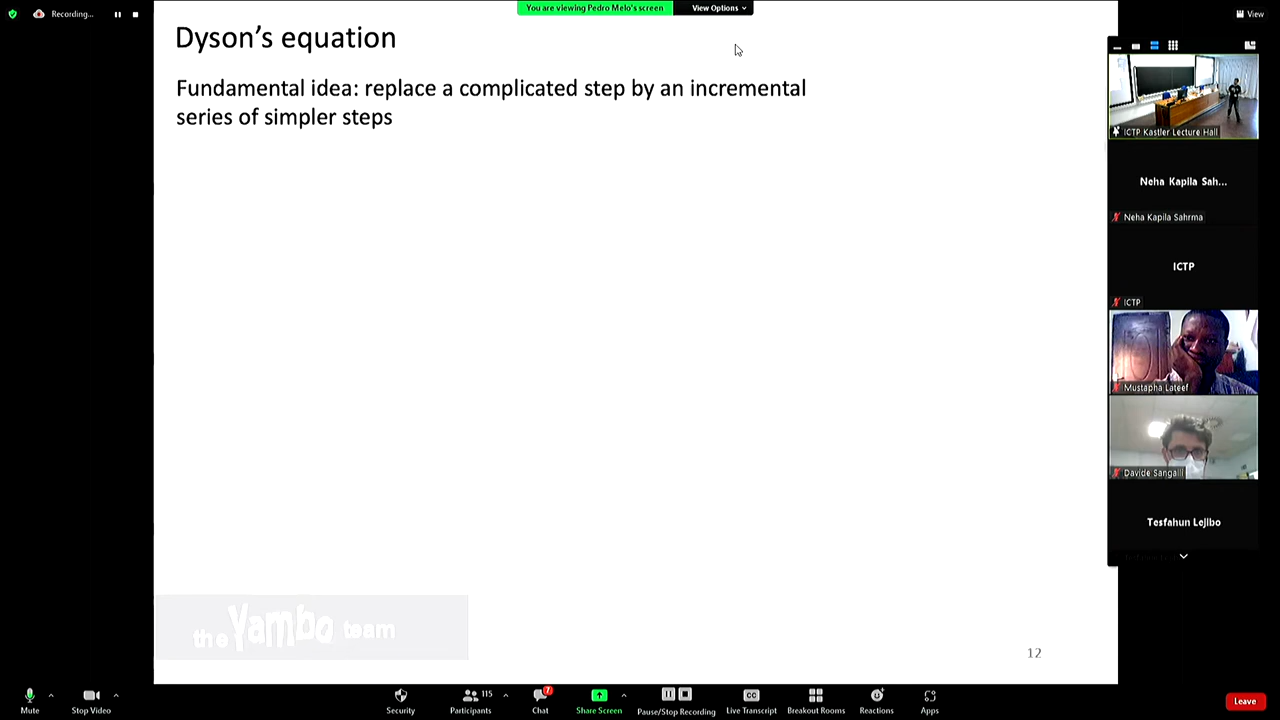 Recording...
You are viewing Pedro Melo's screen
View Options
View
Dyson's equation
Fundamental idea: replace a complicated step by an incremental
series of simpler steps
ICTP Kastler Lecture Hall
Neha Kapila Sah...
Neha Kapila Sahrma
ICTP
ICTP
Mustapha Lateef
Davide Sangalli
Tesfahun Lejibo
the Yambo team
12
Mute
Stop Video
Security
115
Participants
7
Chat
Share Screen
Pause/Stop Recording
CC
Live Transcript
Breakout Rooms
Reactions
Apps
Leave